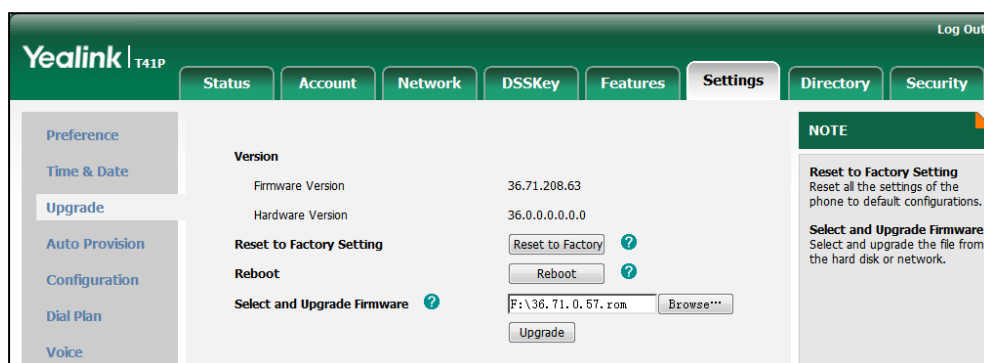 Log Out
Yealink T41P
Status Account Network DSSKey Features Settings Directory Security
Preference
Time & Date
Upgrade
Auto Provision
Configuration
Dial Plan
Voice
Version
Firmware Version 36.71.208.63
Hardware Version 36.0.0.0.0.0.0
Reset to Factory Setting Reset to Factory ?
Reboot Reboot ?
Select and Upgrade Firmware ? F:\36.71.0.57.rom Browse...
Upgrade
NOTE
Reset to Factory Setting
Reset all the settings of the
phone to default configurations.
Select and Upgrade Firmware
Select and upgrade the file from
the hard disk or network.